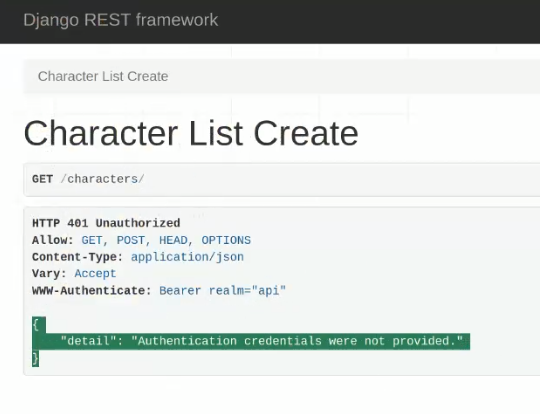 Django REST framework
Character List Create
Character List Create
GET /characters/
HTTP 401 Unauthorized
Allow: GET, POST, HEAD, OPTIONS
Content-Type: application/json
Vary: Accept
WWW-Authenticate: Bearer realm="api"
{
    "detail": "Authentication credentials were not provided."
}